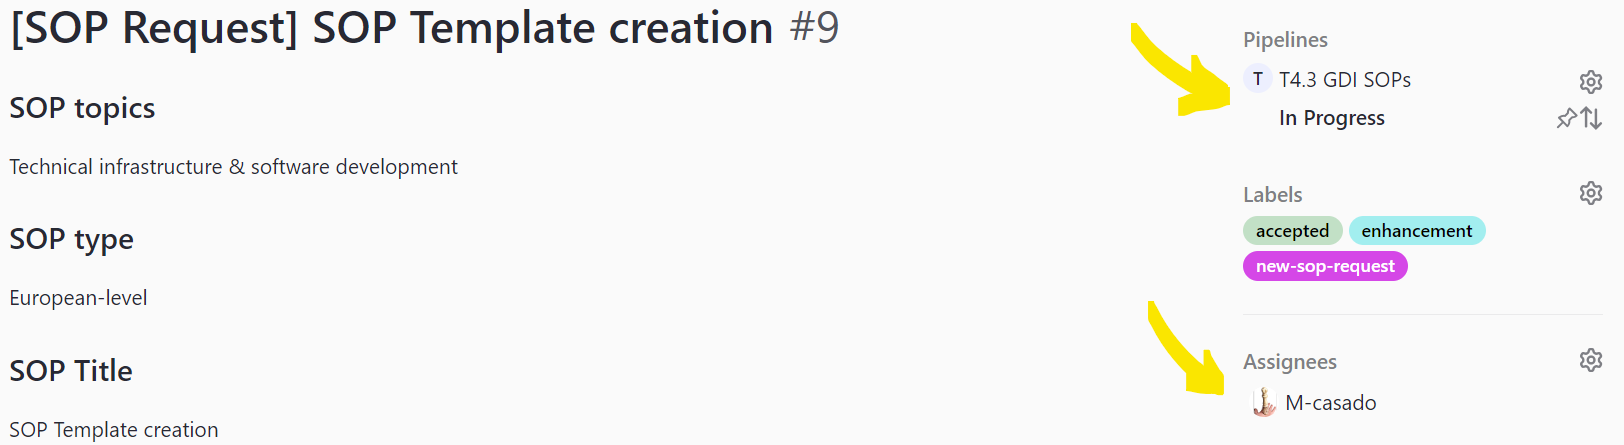 [SOP Request] SOP Template creation #9
SOP topics
Technical infrastructure & software development
SOP type
European-level
SOP Title
SOP Template creation
Pipelines
T T4.3 GDI SOPs
In Progress
Labels
accepted enhancement
new-sop-request
Assignees
M-casado